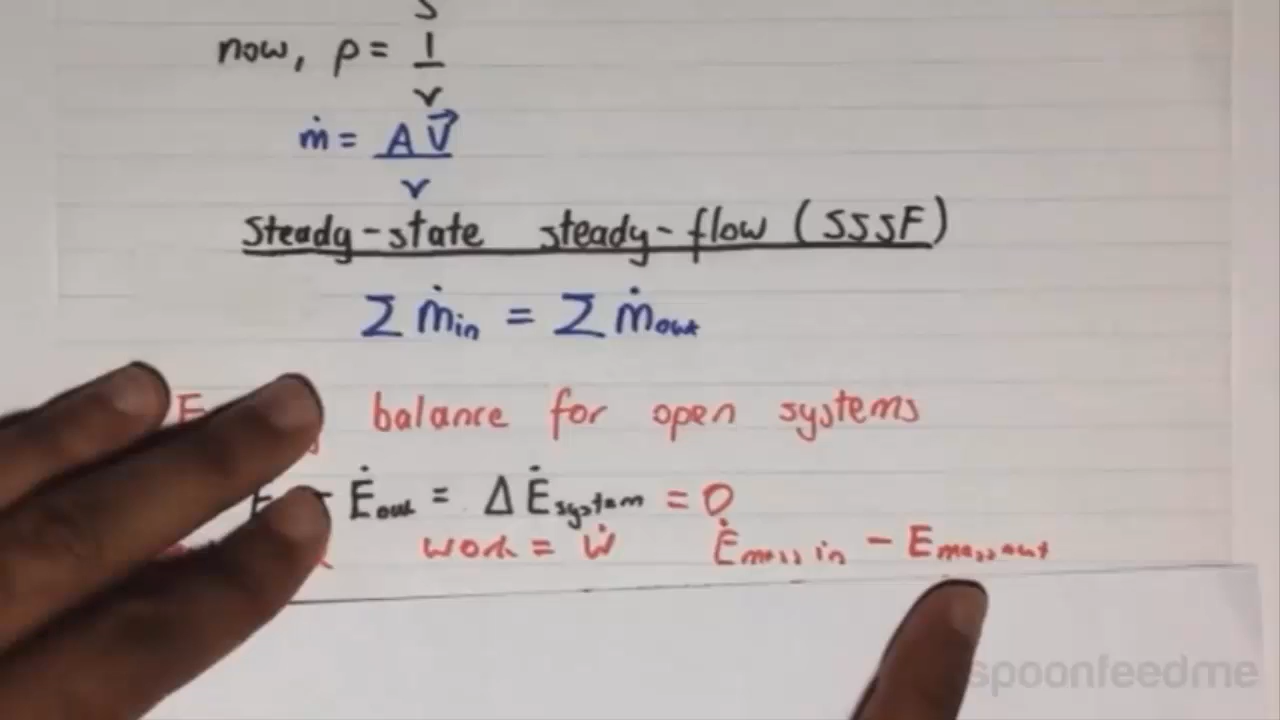 now, ρ = 1/v
ṁ = AV⃗/v
Steady-state steady-flow (SSSF)
Σ ṁin = Σ ṁout
balance for open systems
- Ėout = ΔĖsystem = 0
work = Ẇ Ėmass in - Emass out
spoonfeedme